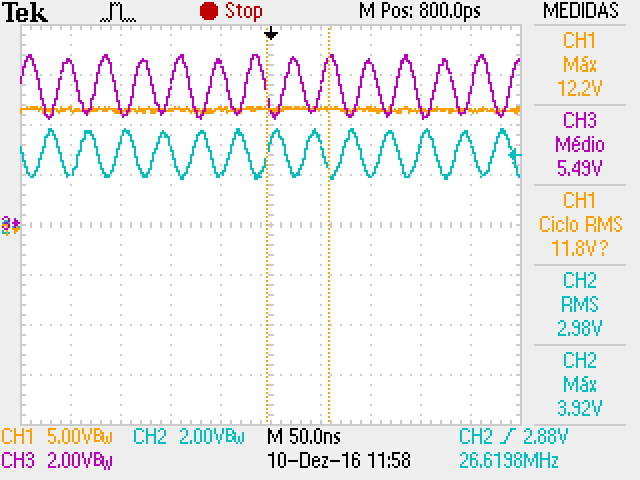 Tek Stop M Pos: 800.0ps MEDIDAS
CH1
Máx
12.2V
CH3
Médio
5.49V
CH1
Ciclo RMS
11.8V?
CH2
RMS
2.98V
CH2
Máx
3.92V
CH1 5.00VBw CH2 2.00VBw M 50.0ns CH2 2.88V
CH3 2.00VBw 10-Dez-16 11:58 26.6198MHz